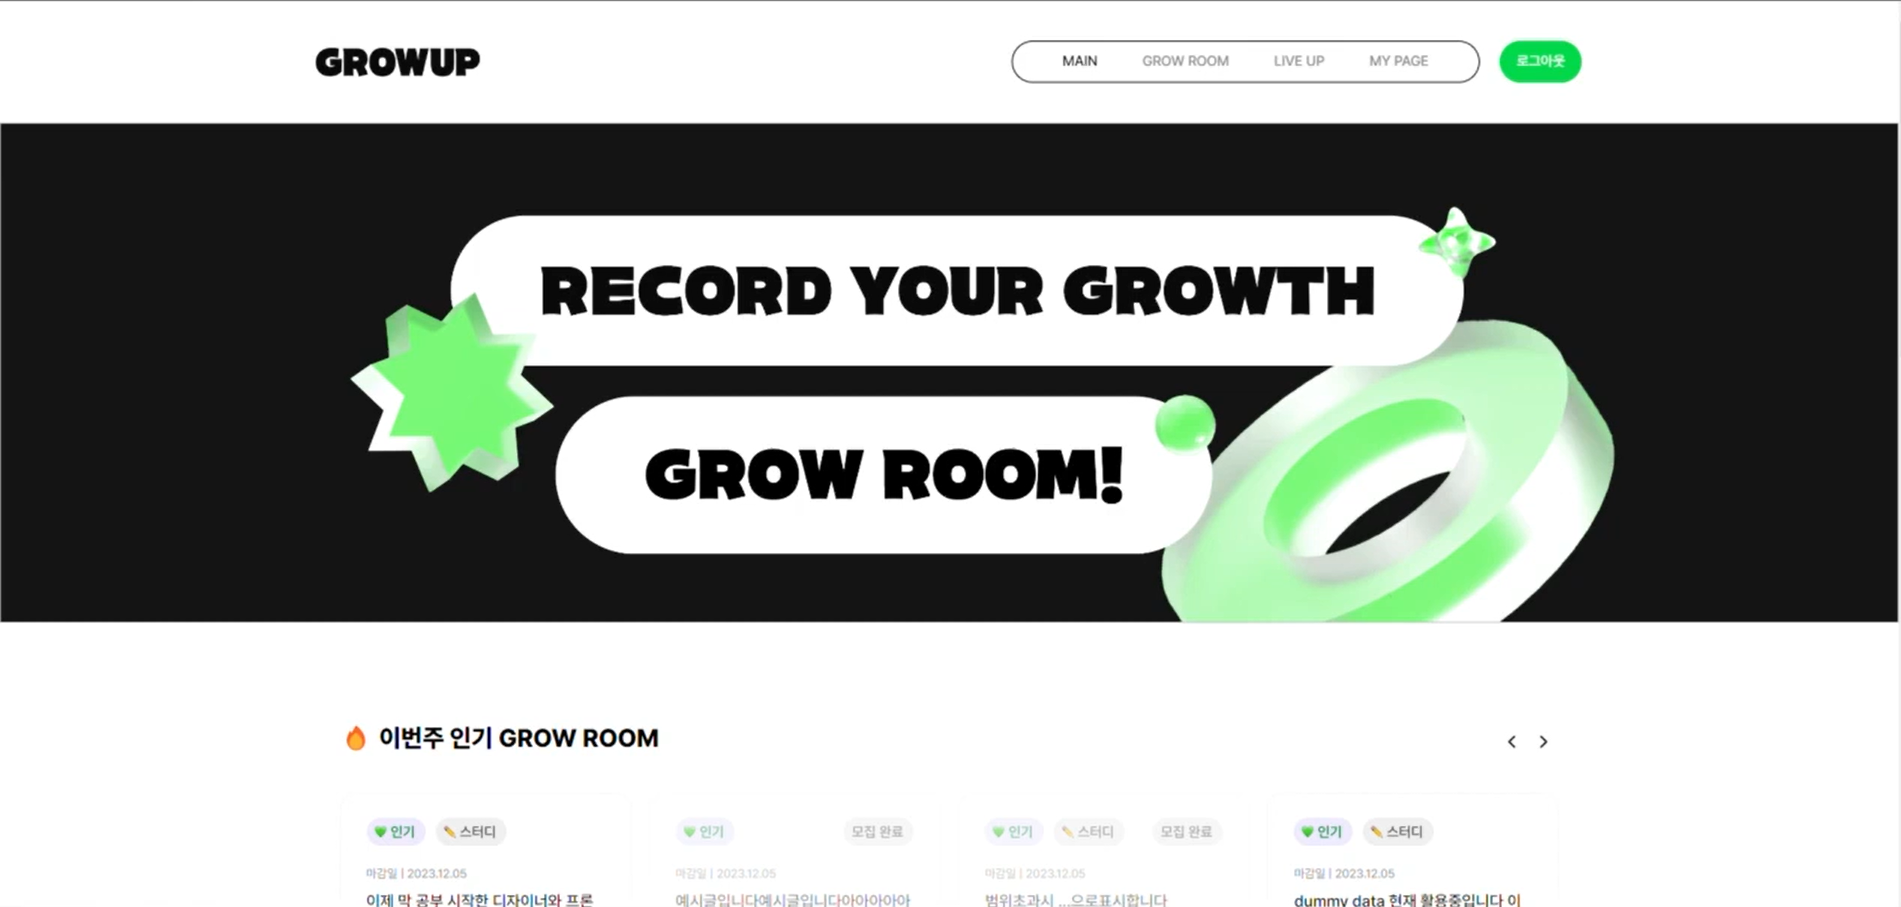 GROWUP
MAIN GROW ROOM LIVE UP MY PAGE 로그아웃
RECORD YOUR GROWTH
GROW ROOM!
이번주 인기 GROW ROOM
인기 스터디
마감일 | 2023.12.05
이제 막 공부 시작한 디자이너와 프론
인기 모집 완료
마감일 | 2023.12.05
예시글입니다예시글입니다아아아아아
인기 스터디 모집 완료
마감일 | 2023.12.05
범위초과시 ...으로표시합니다
인기 스터디
마감일 | 2023.12.05
dummy data 현재 활용중입니다 이